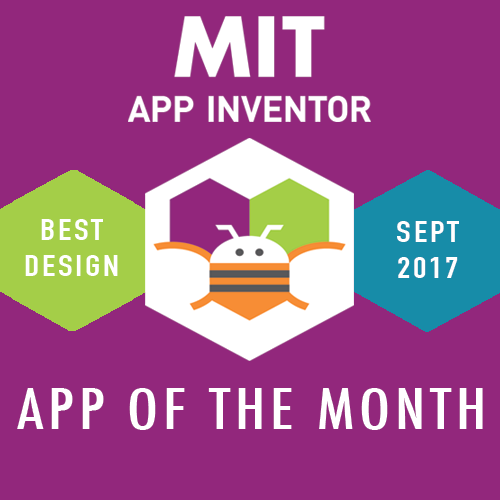 MIT
APP INVENTOR
BEST
DESIGN
SEPT
2017
APP OF THE MONTH